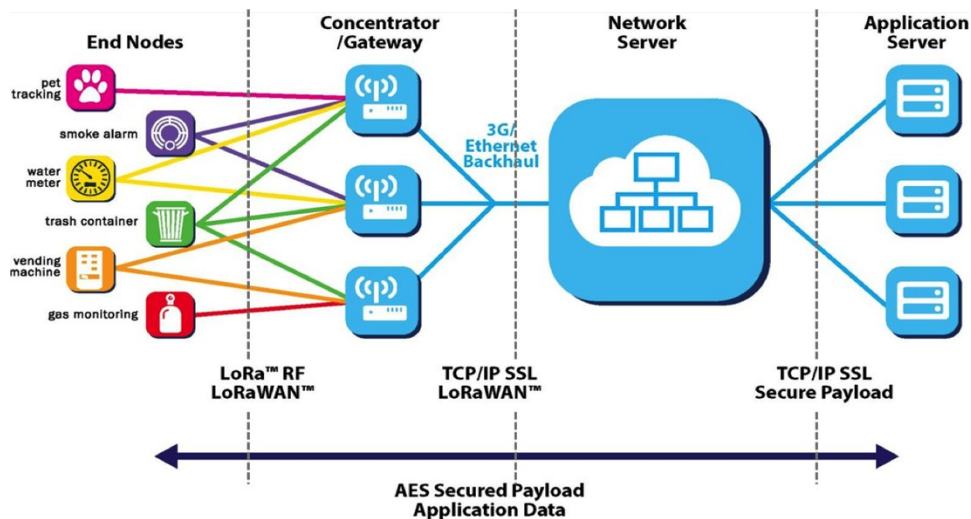 End Nodes
Concentrator
/Gateway
Network
Server
Application
Server
pet
tracking
smoke alarm
water
meter
trash container
vending
machine
gas monitoring
3G/
Ethernet
Backhaul
LoRa™ RF
LoRaWAN™
TCP/IP SSL
LoRaWAN™
TCP/IP SSL
Secure Payload
AES Secured Payload
Application Data